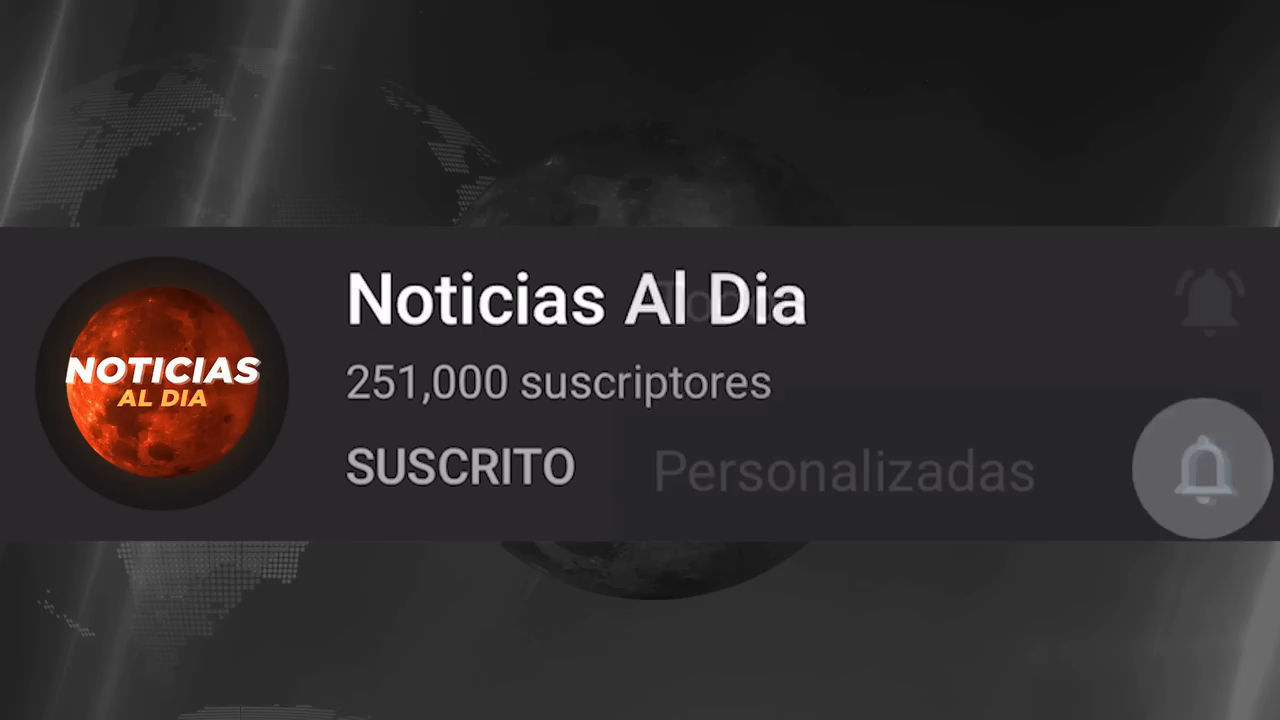 Noticias Al Dia
251,000 suscriptores
SUSCRITO
Personalizadas
NOTICIAS
AL DIA